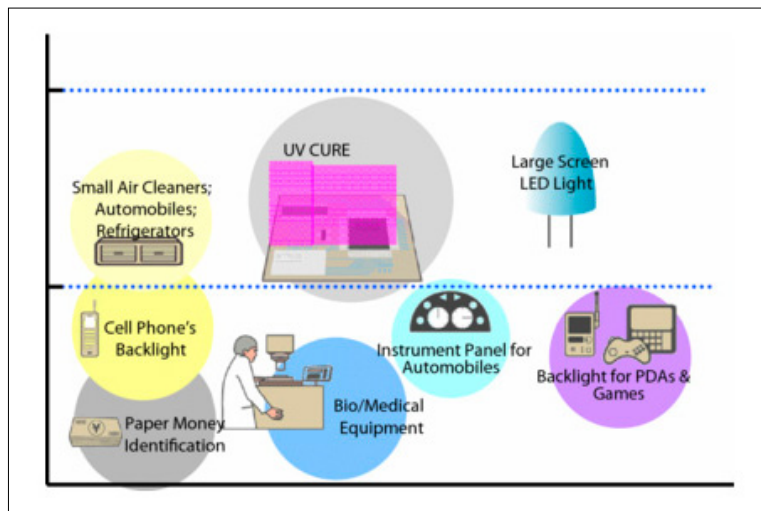 UV CURE
Large Screen
LED Light
Small Air Cleaners;
Automobiles;
Refrigerators
Cell Phone's
Backlight
Instrument Panel for
Automobiles
Backlight for PDAs &
Games
Paper Money
Identification
Bio/Medical
Equipment
¥